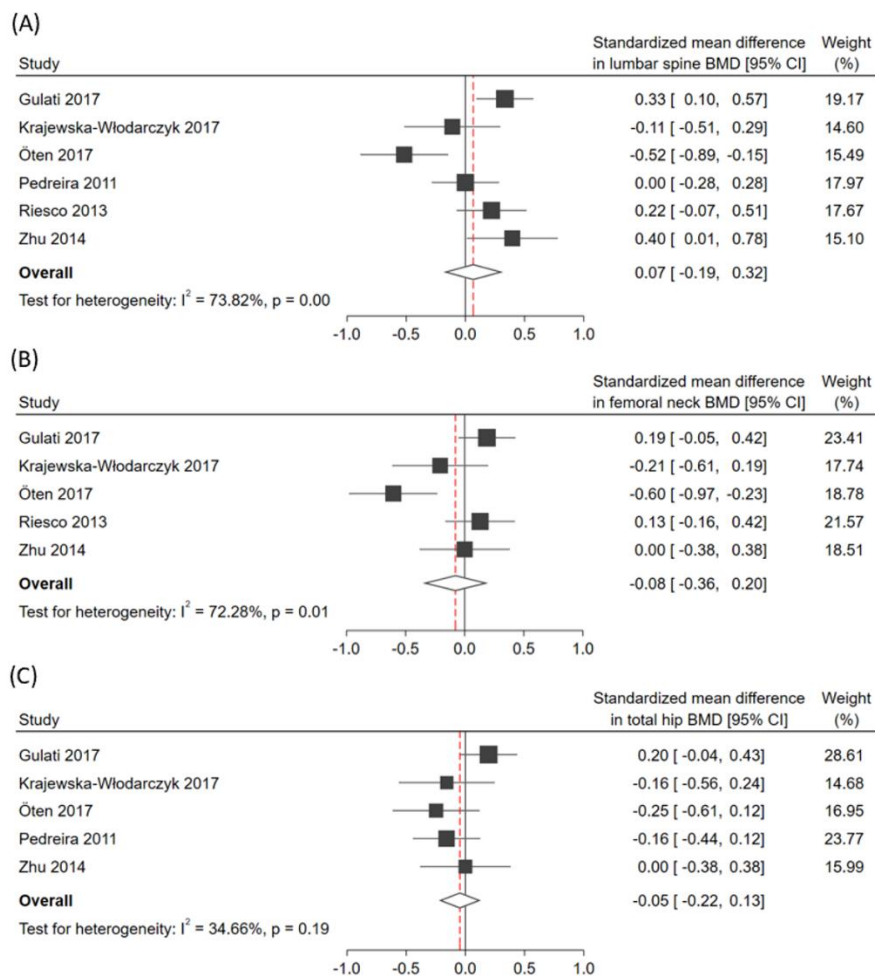 (A)
Standardized mean difference Weight
Study in lumbar spine BMD [95% CI] (%)
Gulati 2017 0.33 [ 0.10, 0.57] 19.17
Krajewska-Włodarczyk 2017 -0.11 [-0.51, 0.29] 14.60
Öten 2017 -0.52 [-0.89, -0.15] 15.49
Pedreira 2011 0.00 [-0.28, 0.28] 17.97
Riesco 2013 0.22 [-0.07, 0.51] 17.67
Zhu 2014 0.40 [ 0.01, 0.78] 15.10
Overall 0.07 [-0.19, 0.32]
Test for heterogeneity: I² = 73.82%, p = 0.00
-1.0 -0.5 0.0 0.5 1.0
(B)
Standardized mean difference Weight
Study in femoral neck BMD [95% CI] (%)
Gulati 2017 0.19 [-0.05, 0.42] 23.41
Krajewska-Włodarczyk 2017 -0.21 [-0.61, 0.19] 17.74
Öten 2017 -0.60 [-0.97, -0.23] 18.78
Riesco 2013 0.13 [-0.16, 0.42] 21.57
Zhu 2014 0.00 [-0.38, 0.38] 18.51
Overall -0.08 [-0.36, 0.20]
Test for heterogeneity: I² = 72.28%, p = 0.01
-1.0 -0.5 0.0 0.5 1.0
(C)
Standardized mean difference Weight
Study in total hip BMD [95% CI] (%)
Gulati 2017 0.20 [-0.04, 0.43] 28.61
Krajewska-Włodarczyk 2017 -0.16 [-0.56, 0.24] 14.68
Öten 2017 -0.25 [-0.61, 0.12] 16.95
Pedreira 2011 -0.16 [-0.44, 0.12] 23.77
Zhu 2014 0.00 [-0.38, 0.38] 15.99
Overall -0.05 [-0.22, 0.13]
Test for heterogeneity: I² = 34.66%, p = 0.19
-1.0 -0.5 0.0 0.5 1.0